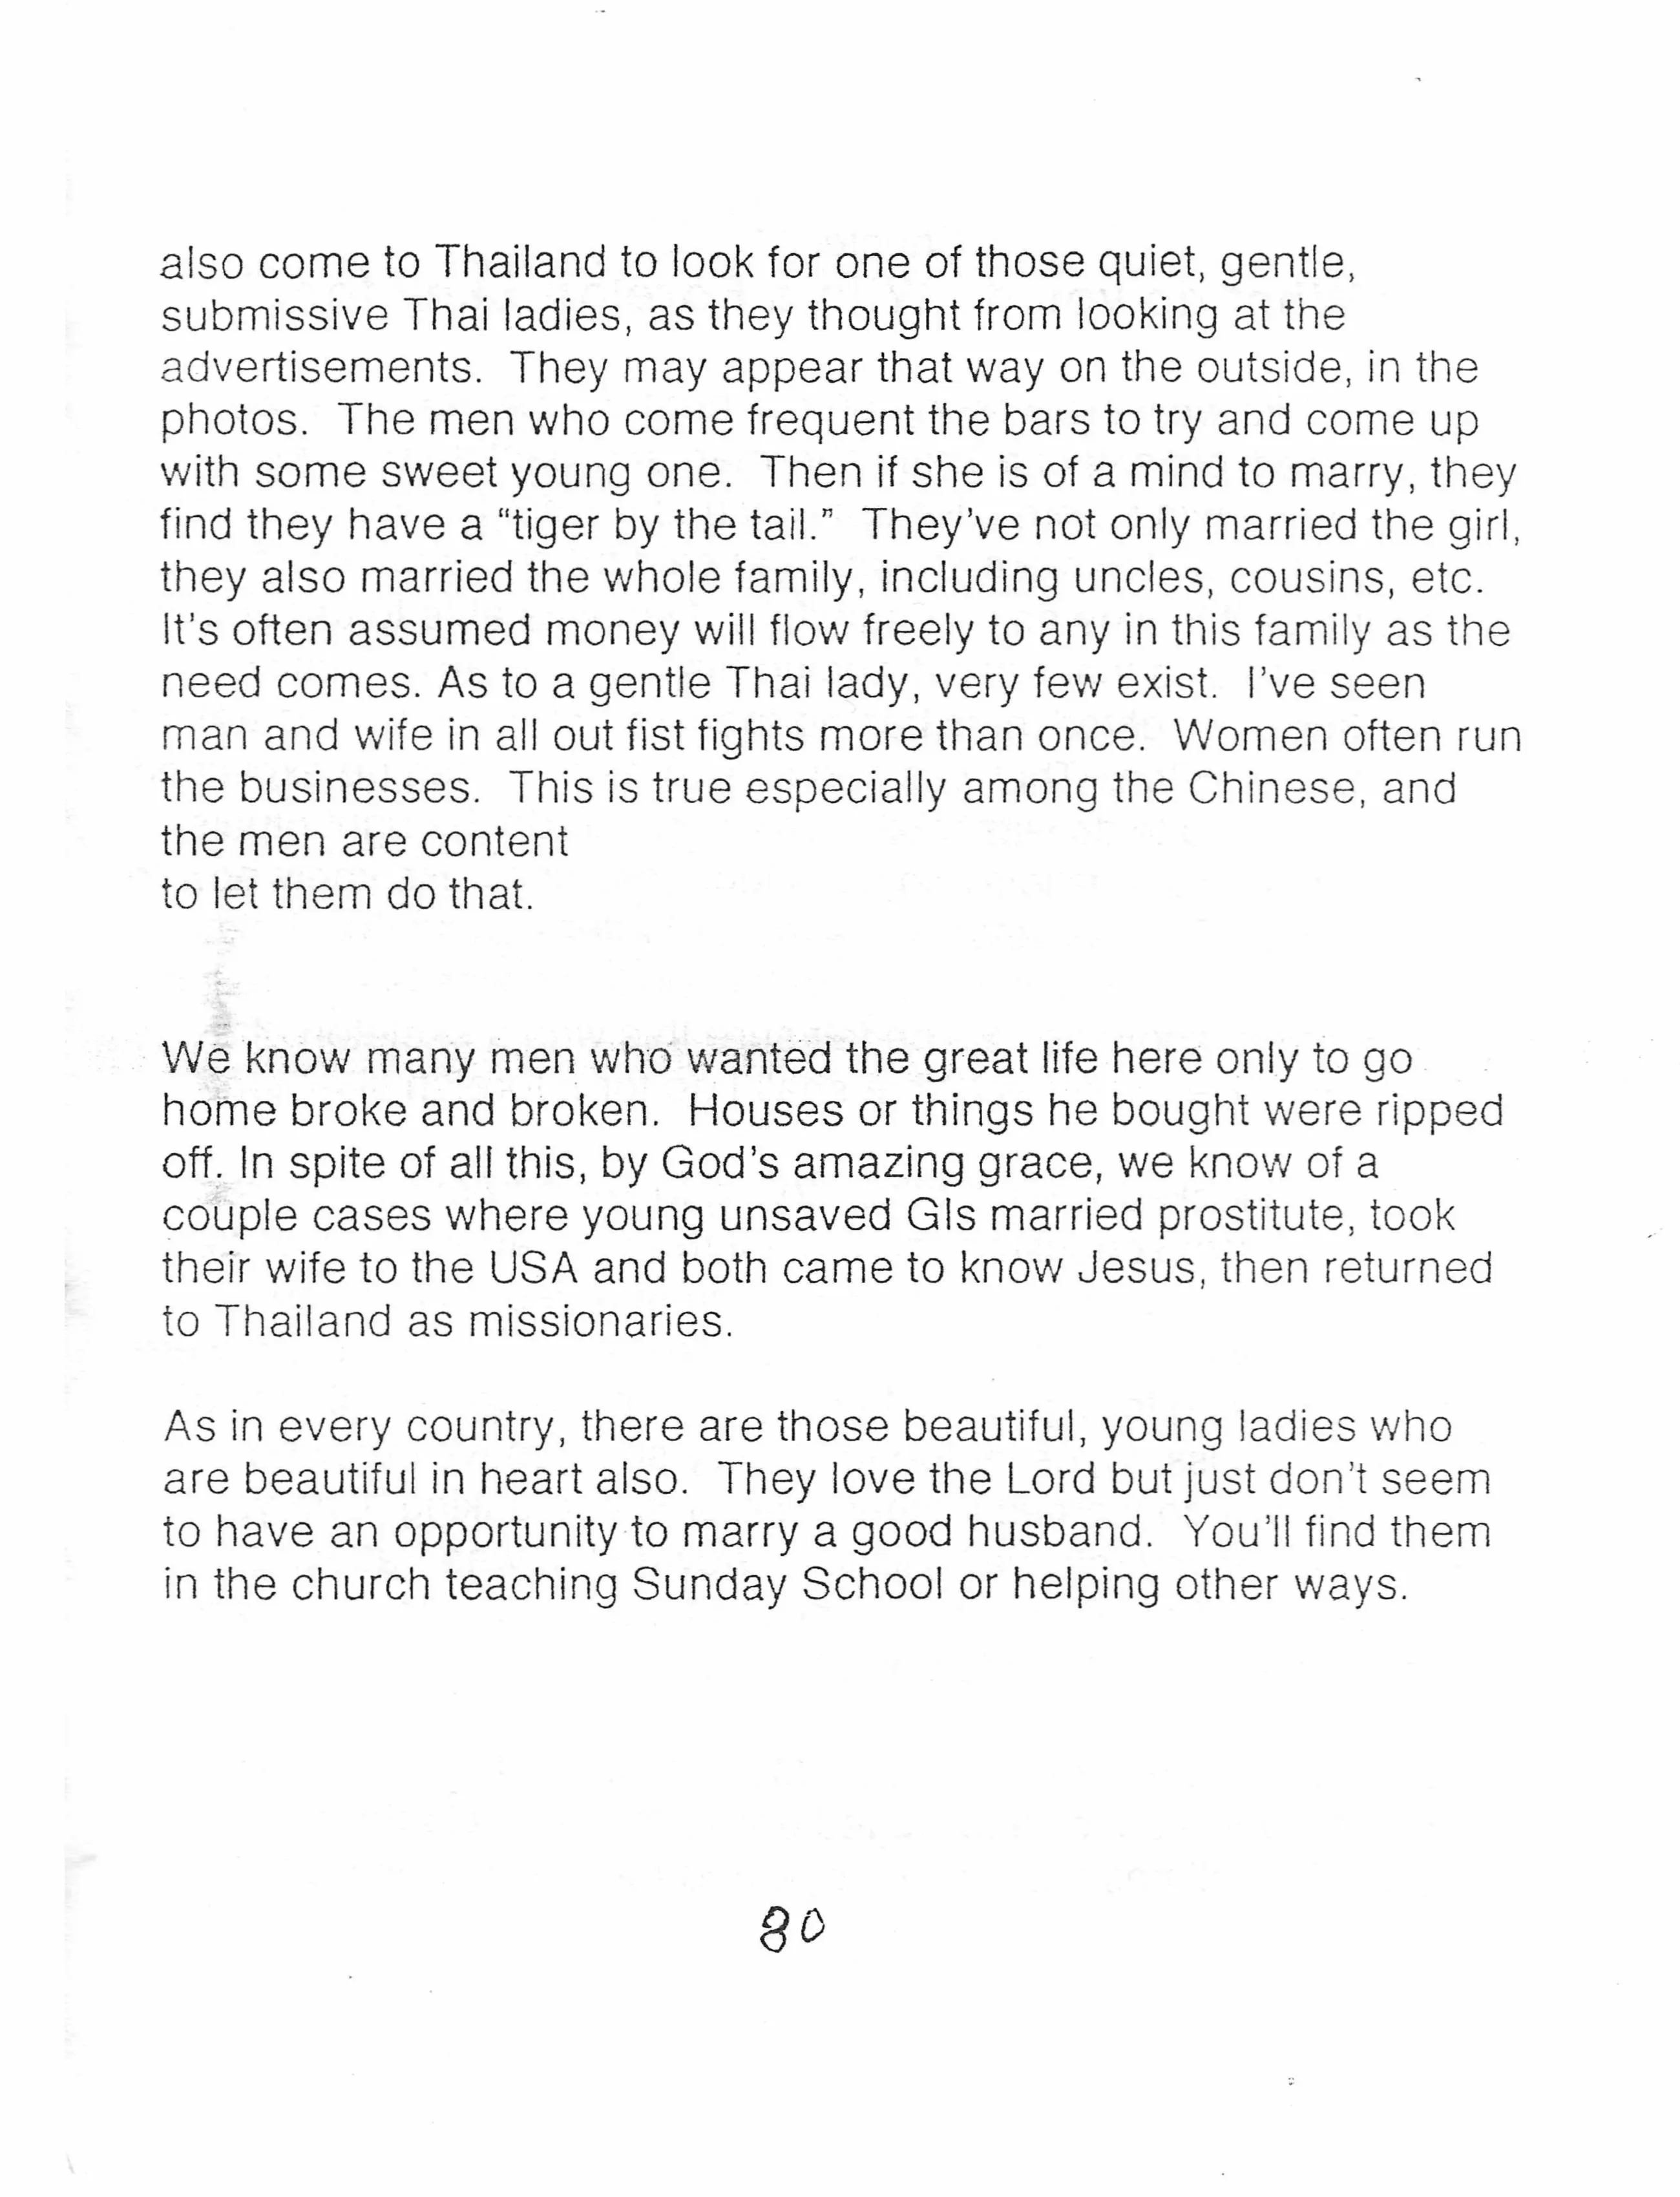 also come to Thailand to look for one of those quiet, gentle,
submissive Thai ladies, as they thought from looking at the
advertisements.  They may appear that way on the outside, in the
photos.  The men who come frequent the bars to try and come up
with some sweet young one.  Then if she is of a mind to marry, they
find they have a “tiger by the tail.”  They've not only married the girl,
they also married the whole family, including uncles, cousins, etc.
It's often assumed money will flow freely to any in this family as the
need comes. As to a gentle Thai lady, very few exist.  I've seen
man and wife in all out fist fights more than once.  Women often run
the businesses.  This is true especially among the Chinese, and
the men are content
to let them do that.
We know many men who wanted the great life here only to go
home broke and broken.  Houses or things he bought were ripped
off. In spite of all this, by God's amazing grace, we know of a
couple cases where young unsaved GIs married prostitute, took
their wife to the USA and both came to know Jesus, then returned
to Thailand as missionaries.
As in every country, there are those beautiful, young ladies who
are beautiful in heart also.  They love the Lord but just don't seem
to have an opportunity to marry a good husband.  You'll find them
in the church teaching Sunday School or helping other ways.
80